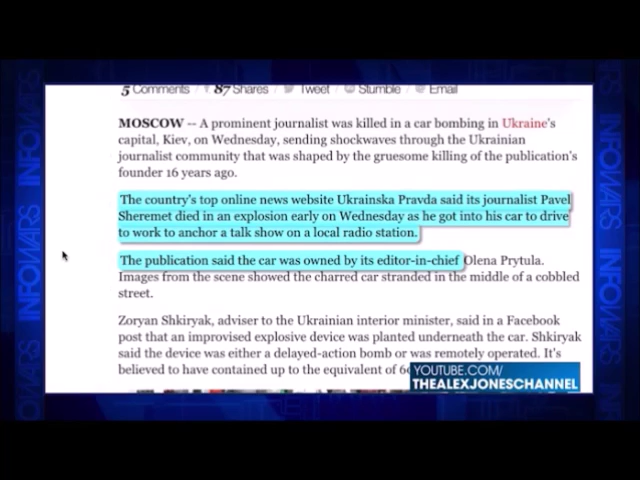 5 Comments 87 Shares Tweet Stumble Email
MOSCOW -- A prominent journalist was killed in a car bombing in Ukraine's
capital, Kiev, on Wednesday, sending shockwaves through the Ukrainian
journalist community that was shaped by the gruesome killing of the publication's
founder 16 years ago.
The country's top online news website Ukrainska Pravda said its journalist Pavel
Sheremet died in an explosion early on Wednesday as he got into his car to drive
to work to anchor a talk show on a local radio station.
The publication said the car was owned by its editor-in-chief Olena Prytula.
Images from the scene showed the charred car stranded in the middle of a cobbled
street.
Zoryan Shkiryak, adviser to the Ukrainian interior minister, said in a Facebook
post that an improvised explosive device was planted underneath the car. Shkiryak
said the device was either a delayed-action bomb or was remotely operated. It's
believed to have contained up to the equivalent of
YOUTUBE.COM/
THEALEXJONESCHANNEL
INFOWARS
INFOWARS